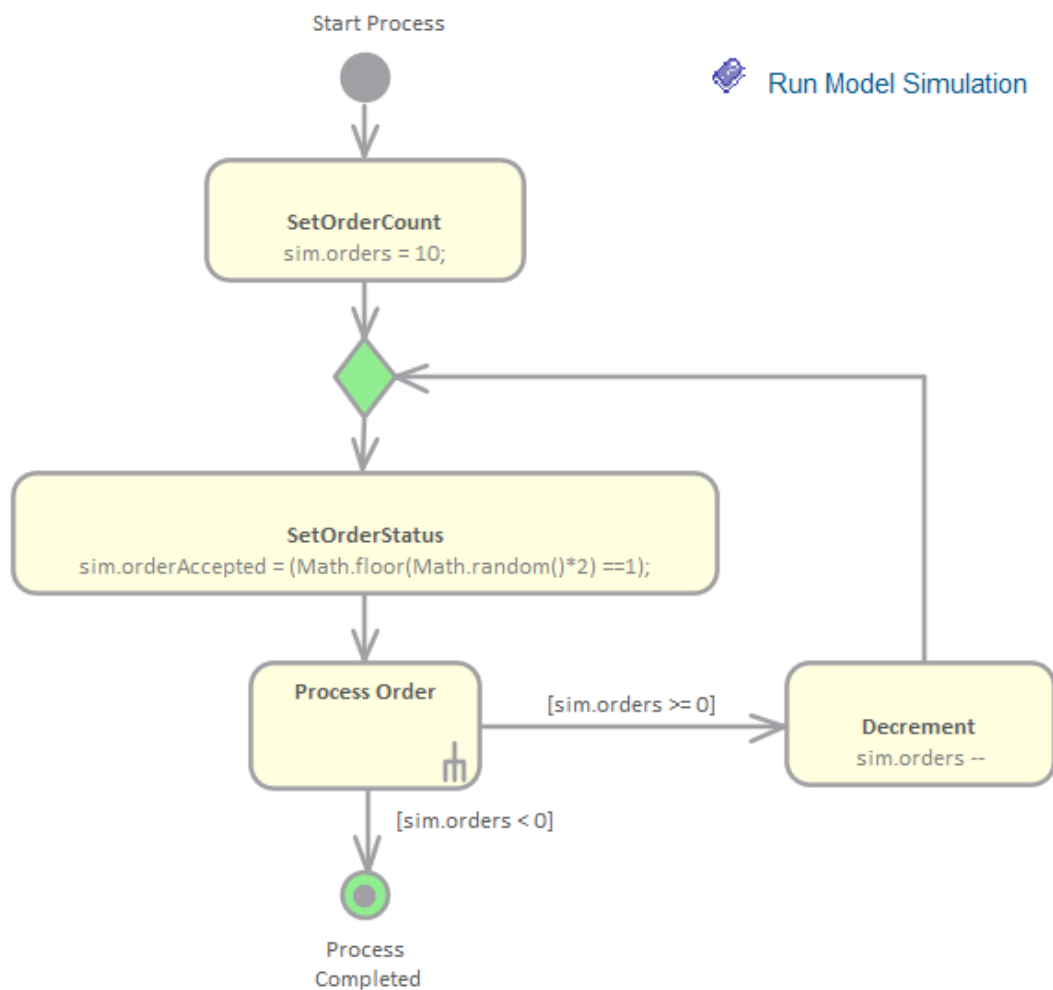 Start Process
Run Model Simulation
SetOrderCount
sim.orders = 10;
SetOrderStatus
sim.orderAccepted = (Math.floor(Math.random()*2) ==1);
Process Order
[sim.orders >= 0]
Decrement
sim.orders --
[sim.orders < 0]
Process
Completed